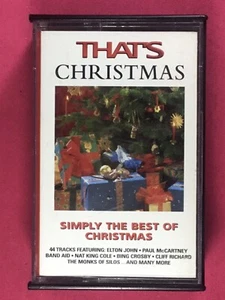 THAT'S
CHRISTMAS
SIMPLY THE BEST OF
CHRISTMAS
44 TRACKS FEATURING: ELTON JOHN • PAUL McCARTNEY
BAND AID • NAT KING COLE • BING CROSBY • CLIFF RICHARD
THE MONKS OF SILOS ... AND MANY MORE